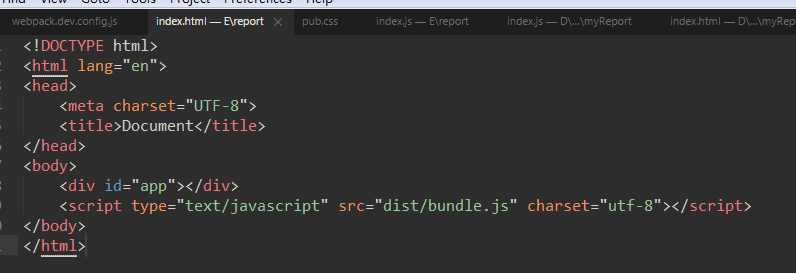 Find View Goto Tools Project Preferences Help
webpack.dev.config.js index.html — E\report × pub.css index.js — E\report index.js — D\...\myReport index.html — D\...\myRep
<!DOCTYPE html>
<html lang="en">
<head>
    <meta charset="UTF-8">
    <title>Document</title>
</head>
<body>
    <div id="app"></div>
    <script type="text/javascript" src="dist/bundle.js" charset="utf-8"></script>
</body>
</html>